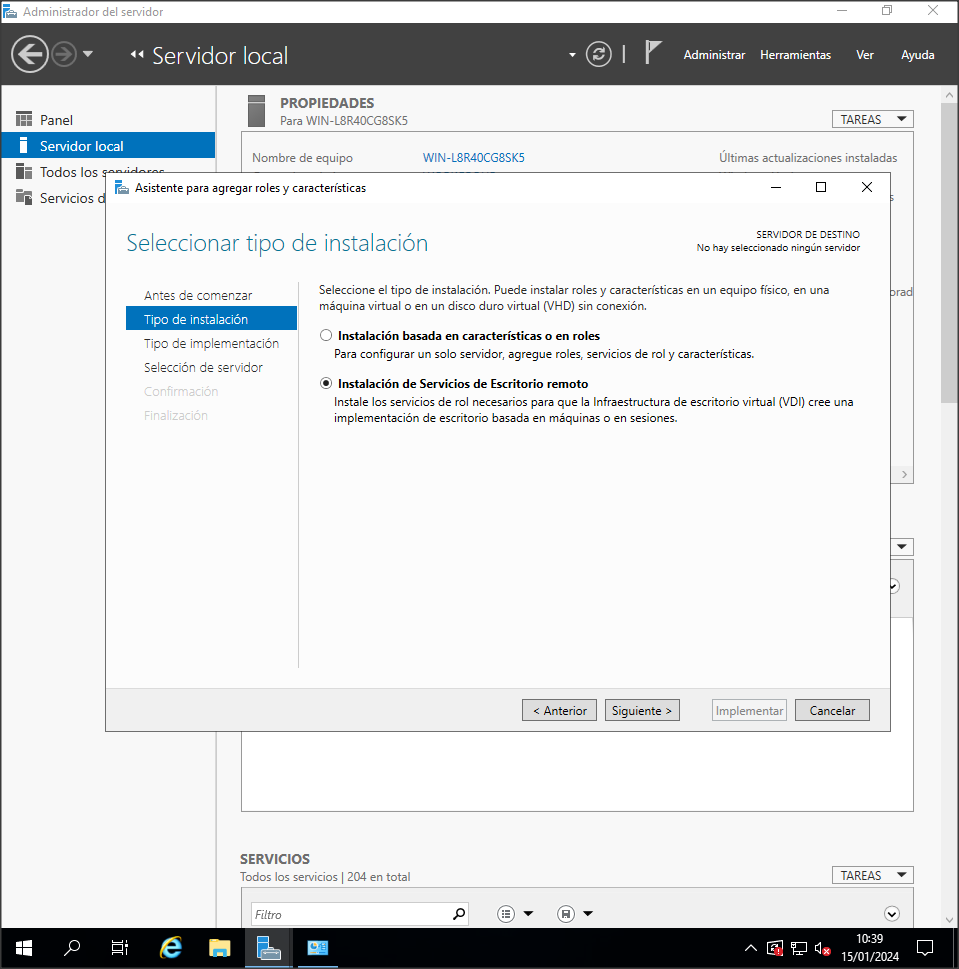 Administrador del servidor
Servidor local
Administrar
Herramientas
Ver
Ayuda
Panel
Servidor local
Todos los servidores
Servicios d
PROPIEDADES
Para WIN-L8R40CG8SK5
TAREAS
Nombre de equipo
WIN-L8R40CG8SK5
Últimas actualizaciones instaladas
s
orad
Asistente para agregar roles y características
Seleccionar tipo de instalación
SERVIDOR DE DESTINO
No hay seleccionado ningún servidor
Antes de comenzar
Tipo de instalación
Tipo de implementación
Selección de servidor
Confirmación
Finalización
Seleccione el tipo de instalación. Puede instalar roles y características en un equipo físico, en una
máquina virtual o en un disco duro virtual (VHD) sin conexión.
Instalación basada en características o en roles
Para configurar un solo servidor, agregue roles, servicios de rol y características.
Instalación de Servicios de Escritorio remoto
Instale los servicios de rol necesarios para que la Infraestructura de escritorio virtual (VDI) cree una
implementación de escritorio basada en máquinas o en sesiones.
< Anterior
Siguiente >
Implementar
Cancelar
SERVICIOS
Todos los servicios | 204 en total
TAREAS
Filtro
10:39
15/01/2024